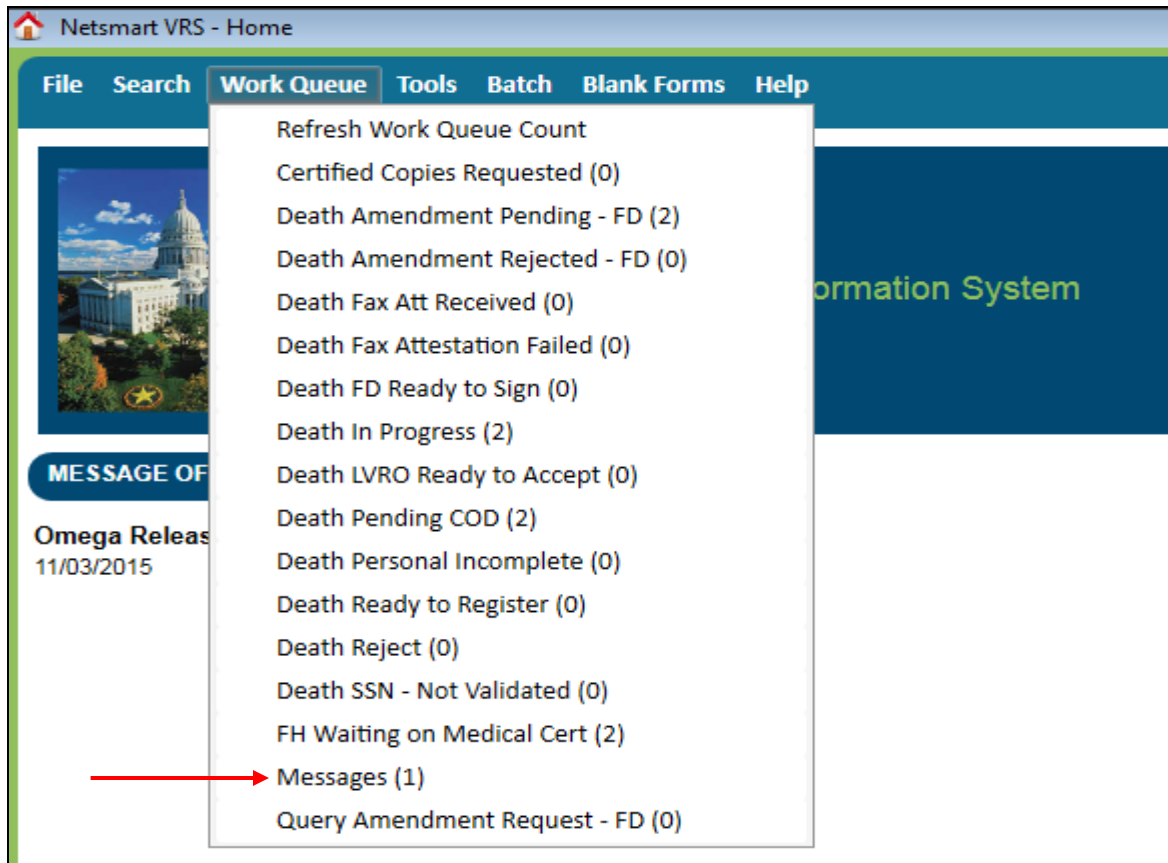 Netsmart VRS - Home
File Search Work Queue Tools Batch Blank Forms Help
Refresh Work Queue Count
Certified Copies Requested (0)
Death Amendment Pending - FD (2)
Death Amendment Rejected - FD (0)
Death Fax Att Received (0)
ormation System
Death Fax Attestation Failed (0)
Death FD Ready to Sign (0)
Death In Progress (2)
MESSAGE OF
Death LVRO Ready to Accept (0)
Death Pending COD (2)
Omega Releas
11/03/2015
Death Personal Incomplete (0)
Death Ready to Register (0)
Death Reject (0)
Death SSN - Not Validated (0)
FH Waiting on Medical Cert (2)
Messages (1)
Query Amendment Request - FD (0)